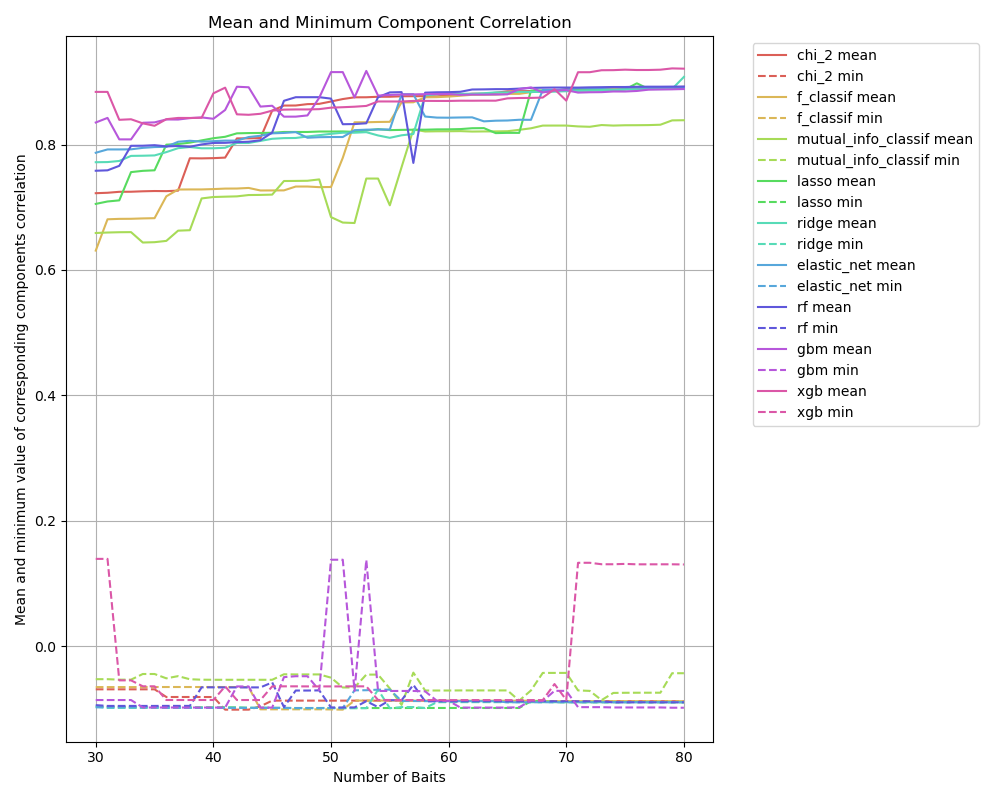 Mean and Minimum Component Correlation
Mean and minimum value of corresponding components correlation
0.8
0.6
0.4
0.2
0.0
30
40
50
60
70
80
Number of Baits
chi_2 mean
chi_2 min
f_classif mean
f_classif min
mutual_info_classif mean
mutual_info_classif min
lasso mean
lasso min
ridge mean
ridge min
elastic_net mean
elastic_net min
rf mean
rf min
gbm mean
gbm min
xgb mean
xgb min